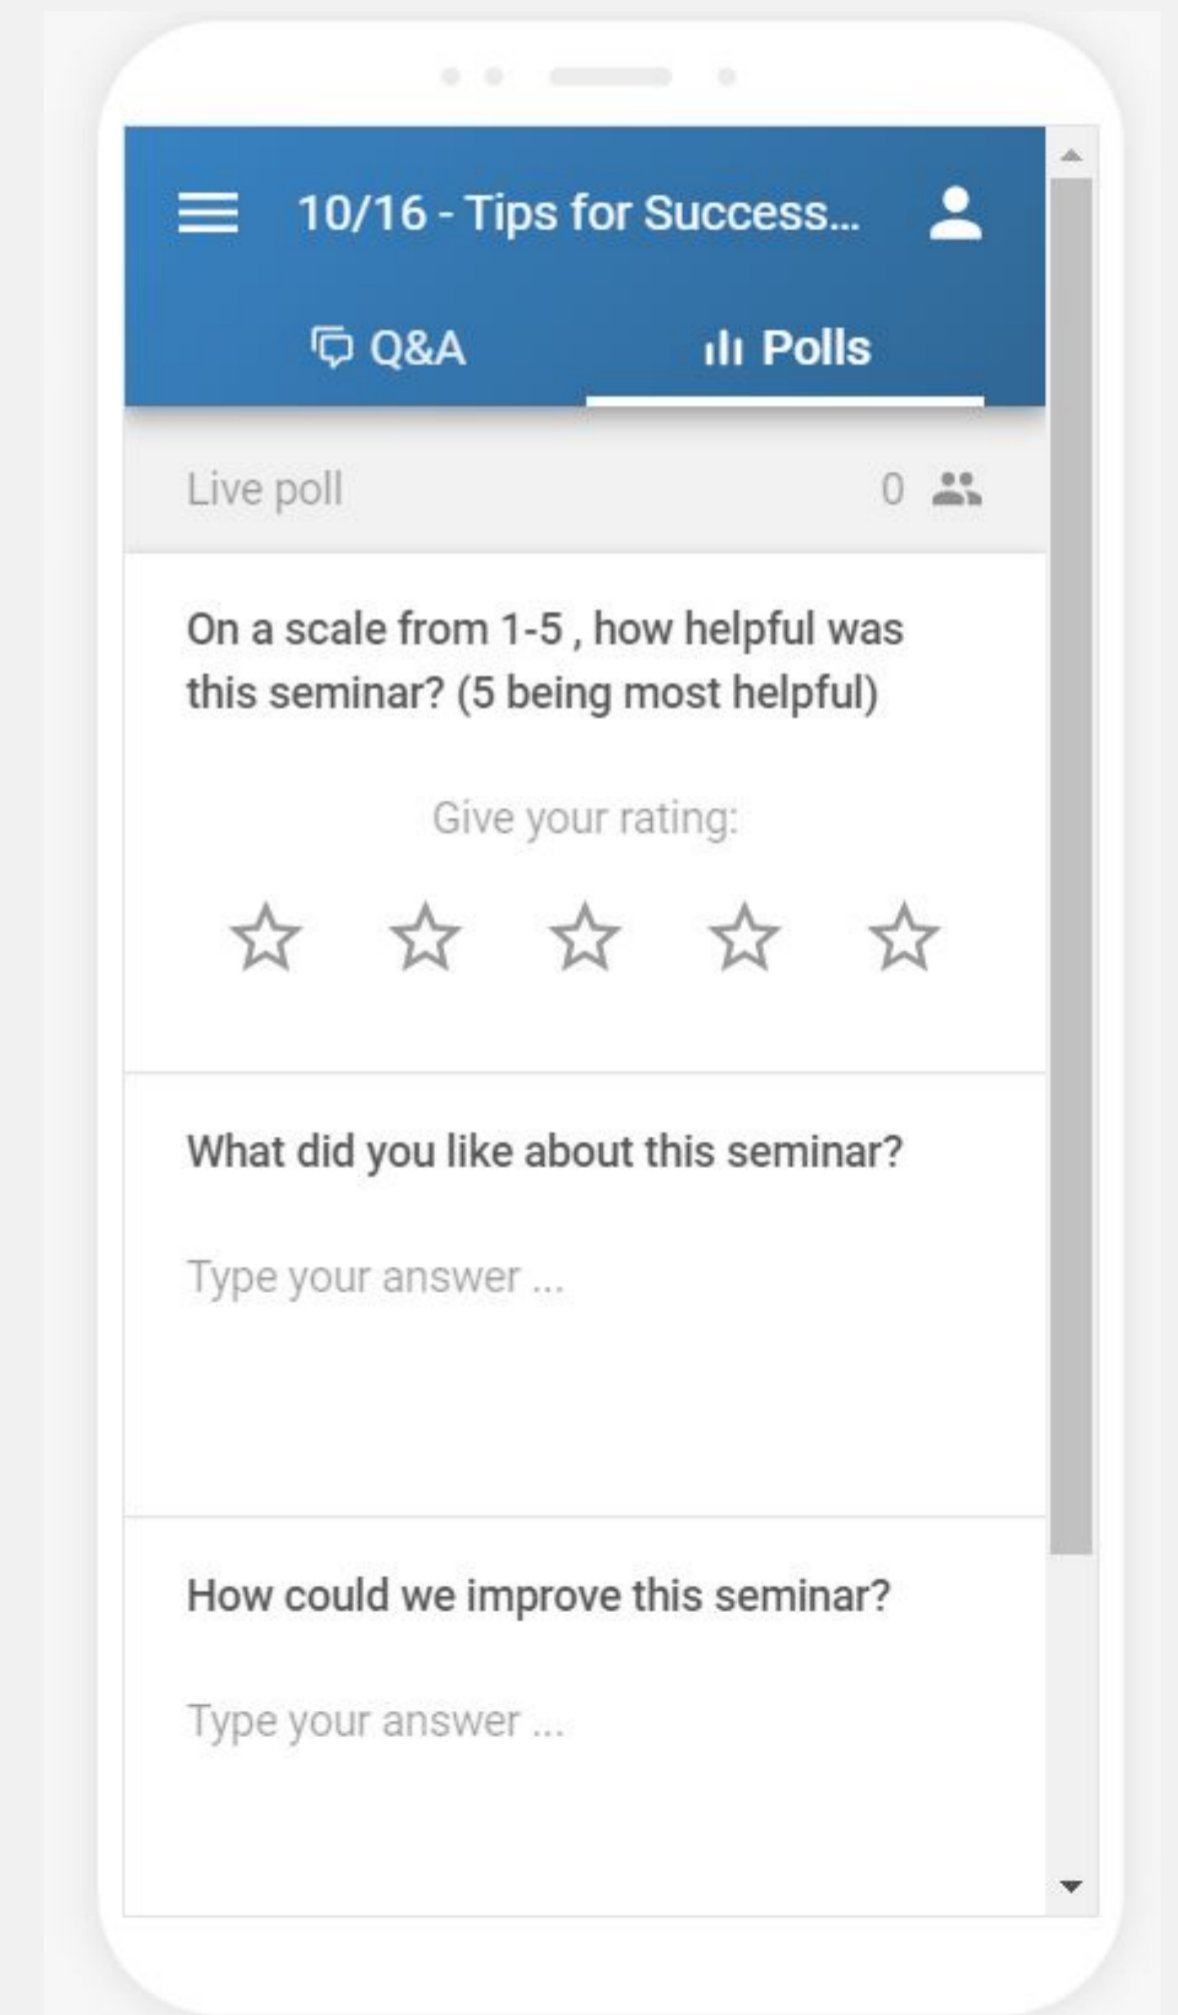 10/16 - Tips for Success...
Q&A
Polls
Live poll
0
On a scale from 1-5 , how helpful was
this seminar? (5 being most helpful)
Give your rating:
What did you like about this seminar?
Type your answer ...
How could we improve this seminar?
Type your answer ...